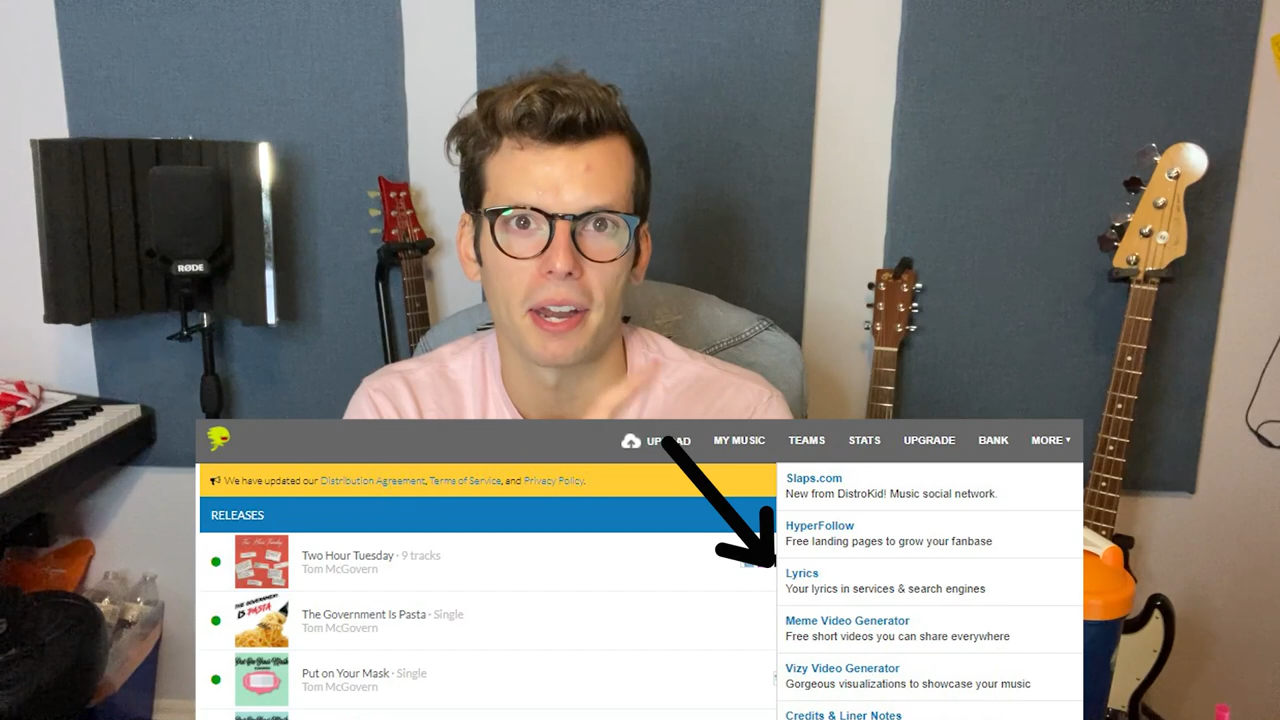 RØDE
UPLOAD MY MUSIC TEAMS STATS UPGRADE BANK MORE
We have updated our Distribution Agreement, Terms of Service, and Privacy Policy.
RELEASES
Two Hour Tuesday · 9 tracks
Tom McGovern
THE GOVERNMENT
IS PASTA
The Government Is Pasta · Single
Tom McGovern
Put on Your Mask · Single
Tom McGovern
Slaps.com
New from DistroKid! Music social network.
HyperFollow
Free landing pages to grow your fanbase
Lyrics
Your lyrics in services & search engines
Meme Video Generator
Free short videos you can share everywhere
Vizy Video Generator
Gorgeous visualizations to showcase your music
Credits & Liner Notes